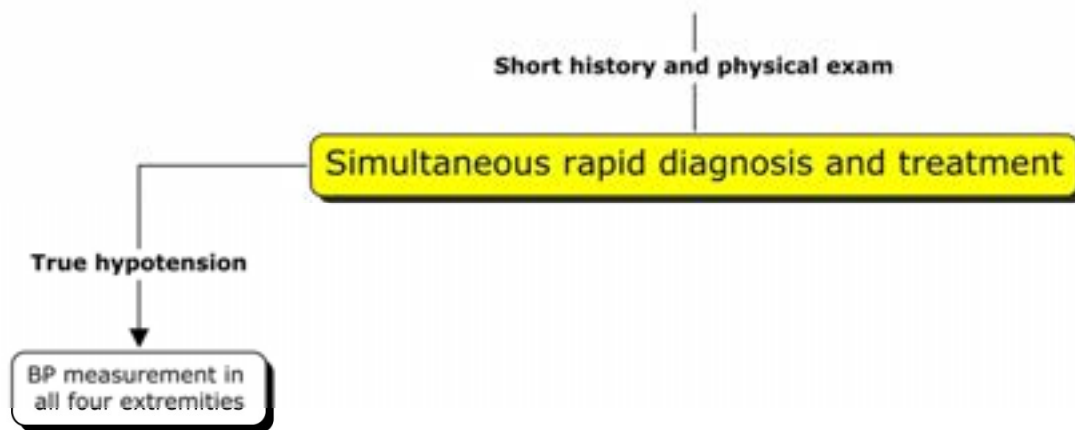 Short history and physical exam
Simultaneous rapid diagnosis and treatment
True hypotension
BP measurement in
all four extremities